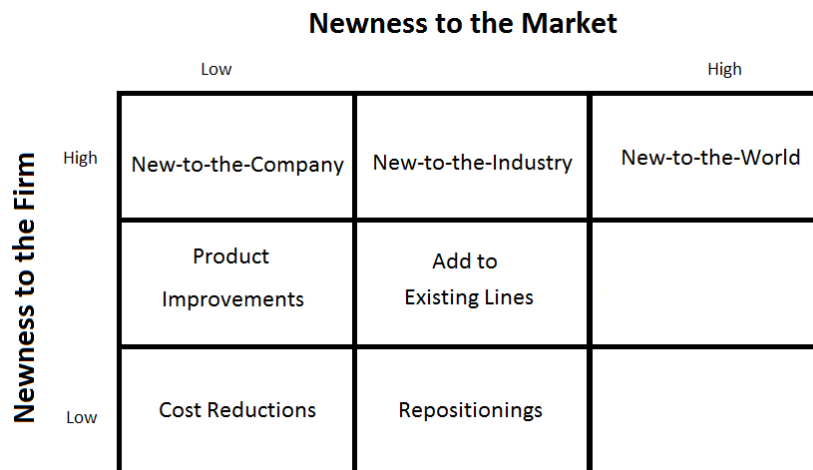 Newness to the Market
Low
High
Newness to the Firm
High
New-to-the-Company
New-to-the-Industry
New-to-the-World
Product
Improvements
Add to
Existing Lines
Low
Cost Reductions
Repositionings